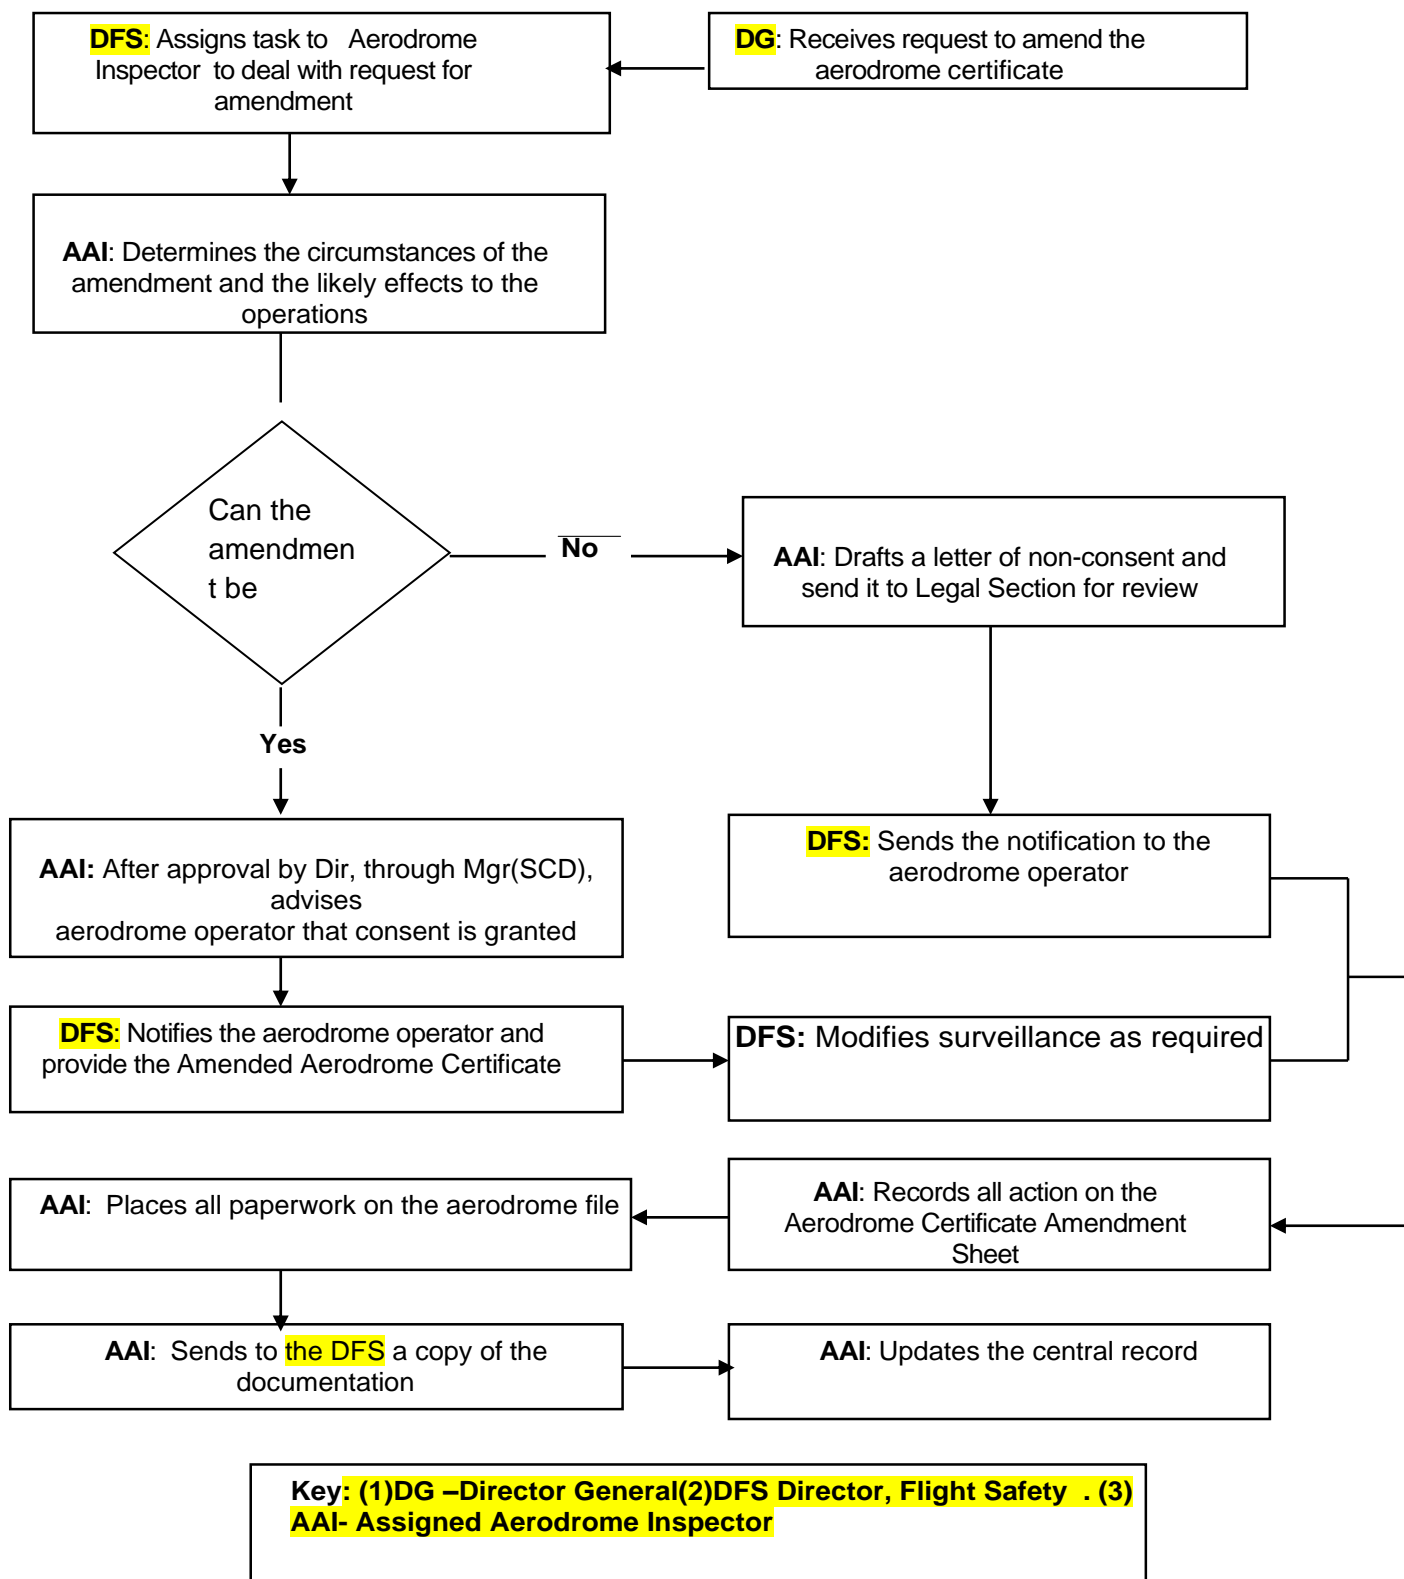 DFS: Assigns task to Aerodrome
Inspector to deal with request for
amendment
DG: Receives request to amend the
aerodrome certificate
AAI: Determines the circumstances of the
amendment and the likely effects to the
operations
Can the
amendmen
t be
No
AAI: Drafts a letter of non-consent and
send it to Legal Section for review
Yes
AAI: After approval by Dir, through Mgr(SCD),
advises
aerodrome operator that consent is granted
DFS: Sends the notification to the
aerodrome operator
DFS: Notifies the aerodrome operator and
provide the Amended Aerodrome Certificate
DFS: Modifies surveillance as required
AAI: Records all action on the
Aerodrome Certificate Amendment
Sheet
AAI: Places all paperwork on the aerodrome file
AAI: Sends to the DFS a copy of the
documentation
AAI: Updates the central record
Key: (1)DG –Director General(2)DFS Director, Flight Safety . (3)
AAI- Assigned Aerodrome Inspector